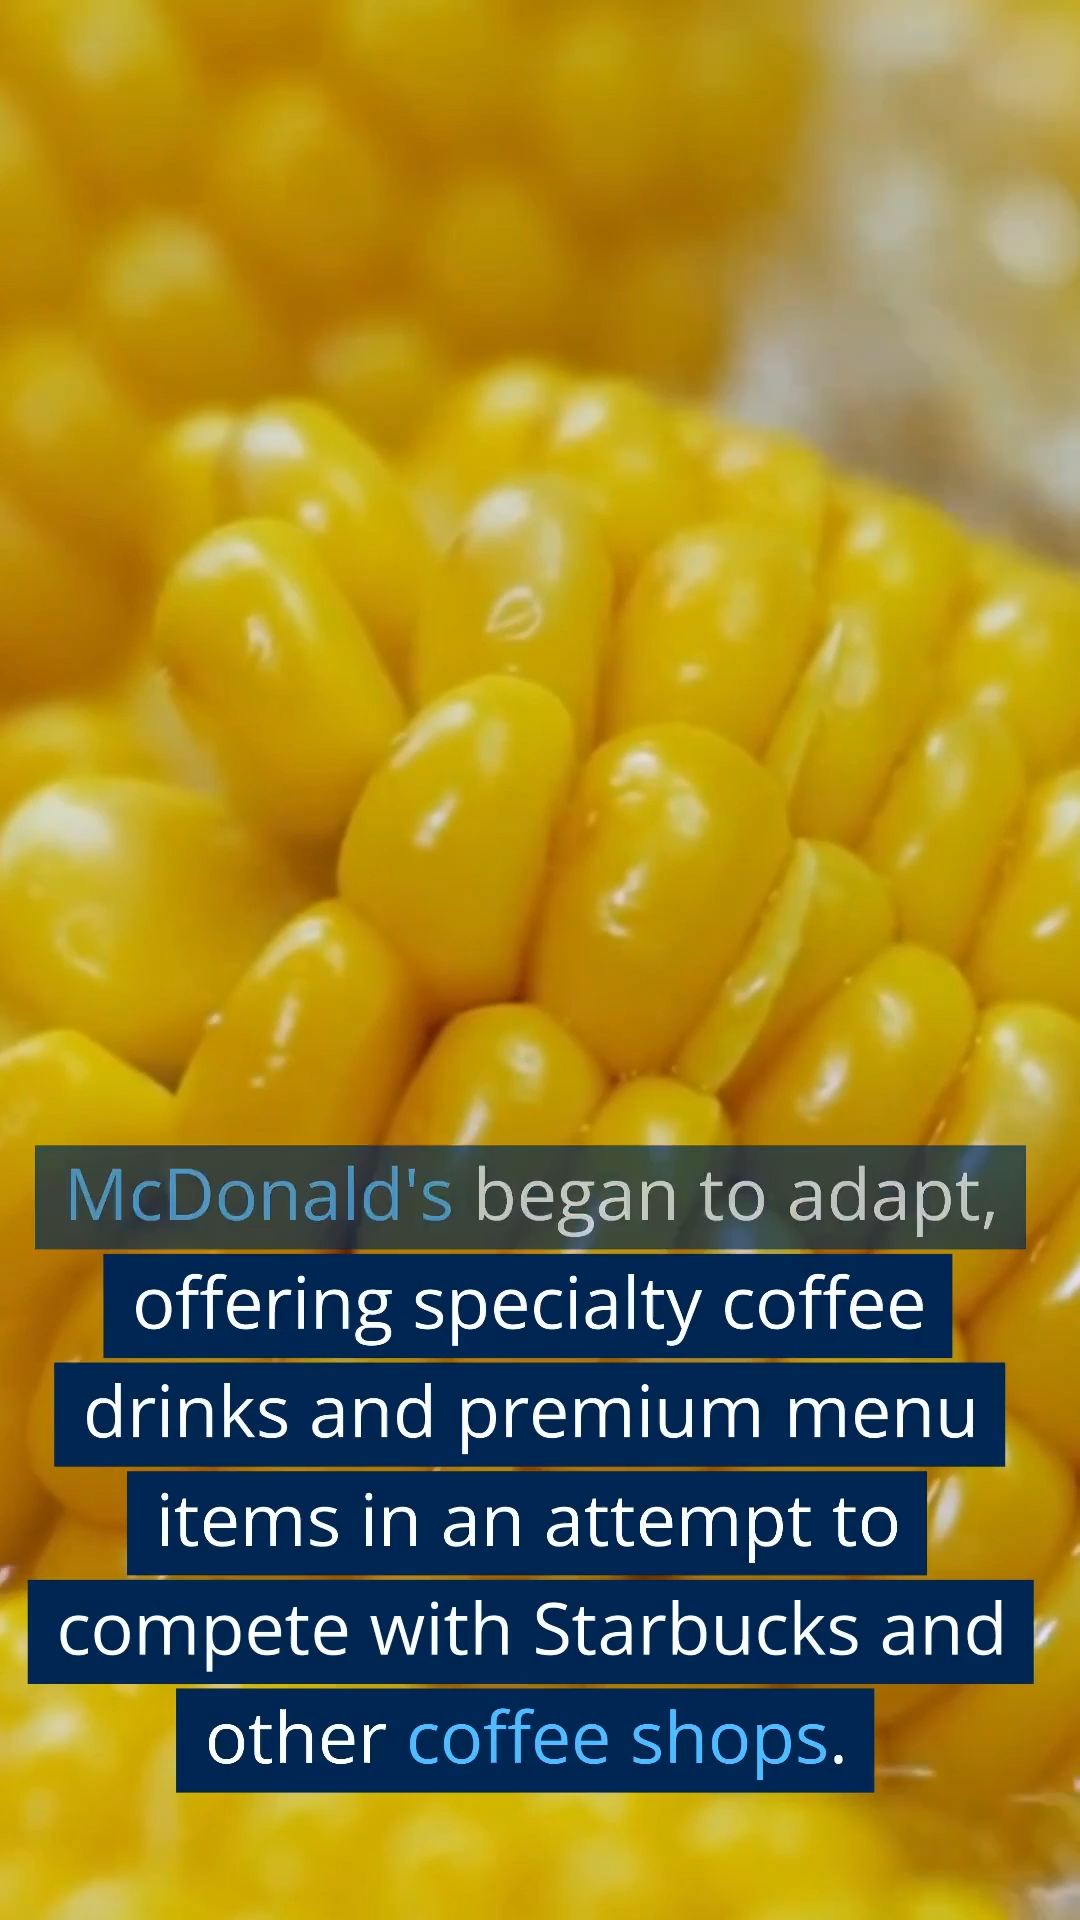 McDonald's began to adapt,
offering specialty coffee
drinks and premium menu
items in an attempt to
compete with Starbucks and
other coffee shops.